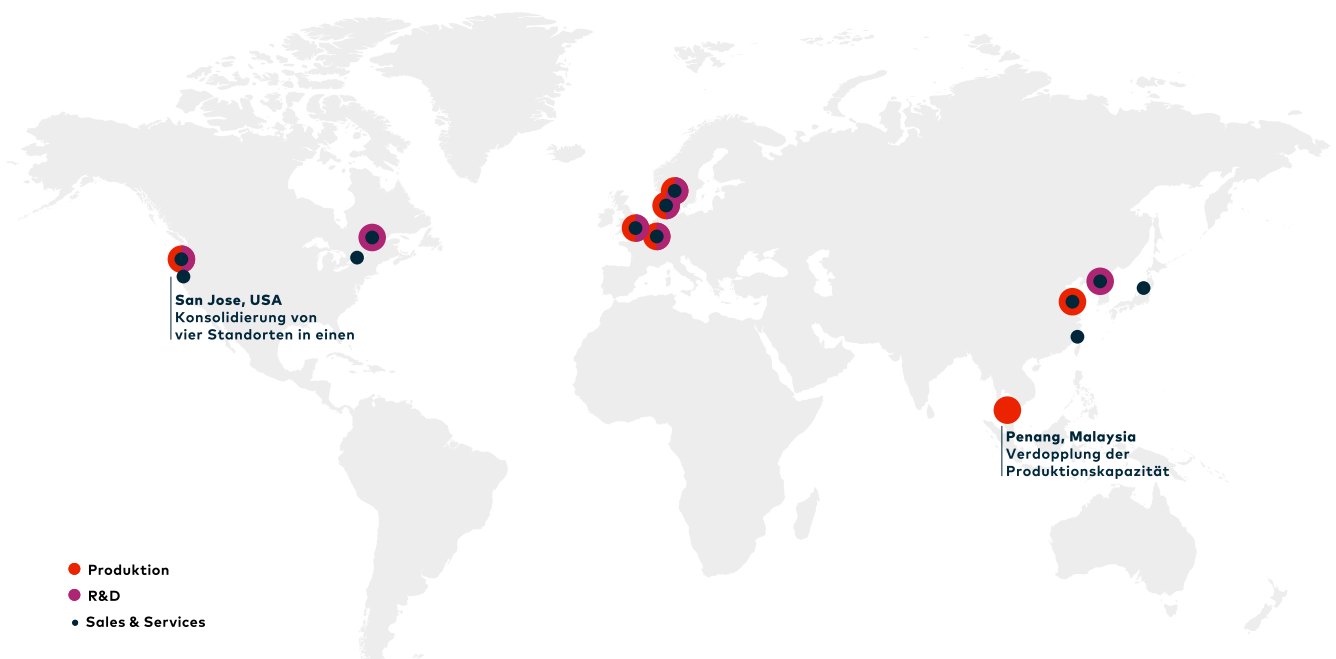 San Jose, USA
Konsolidierung von
vier Standorten in einen
Penang, Malaysia
Verdopplung der
Produktionskapazität
Produktion
R&D
Sales & Services